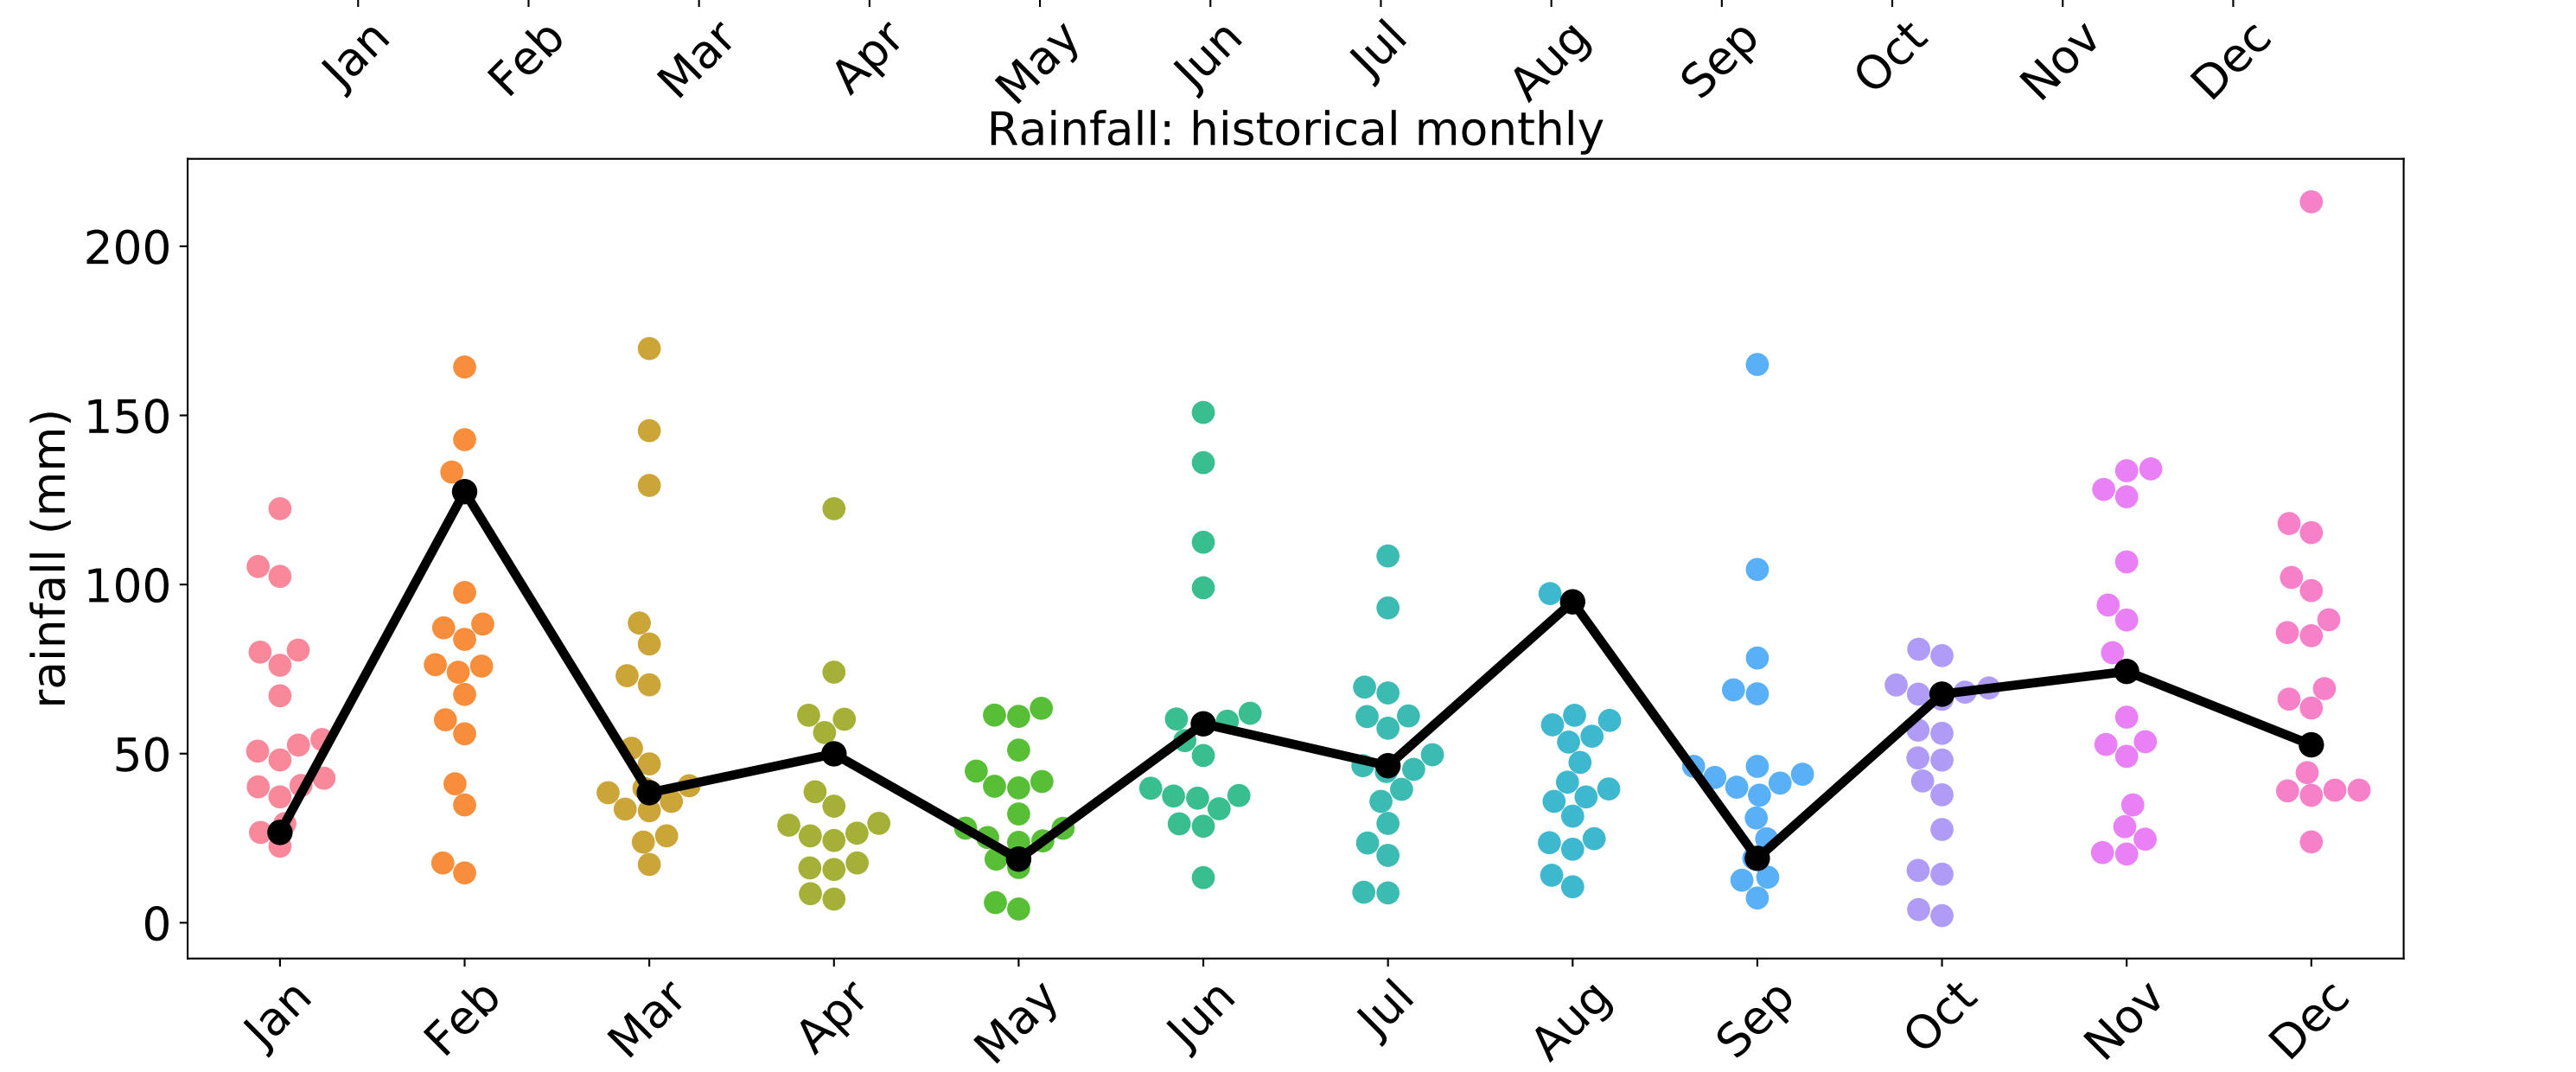 Jan Feb Mar Apr May Jun Jul Aug Sep Oct Nov Dec
Rainfall: historical monthly
rainfall (mm)
200
150
100
50
0
Jan Feb Mar Apr May Jun Jul Aug Sep Oct Nov Dec